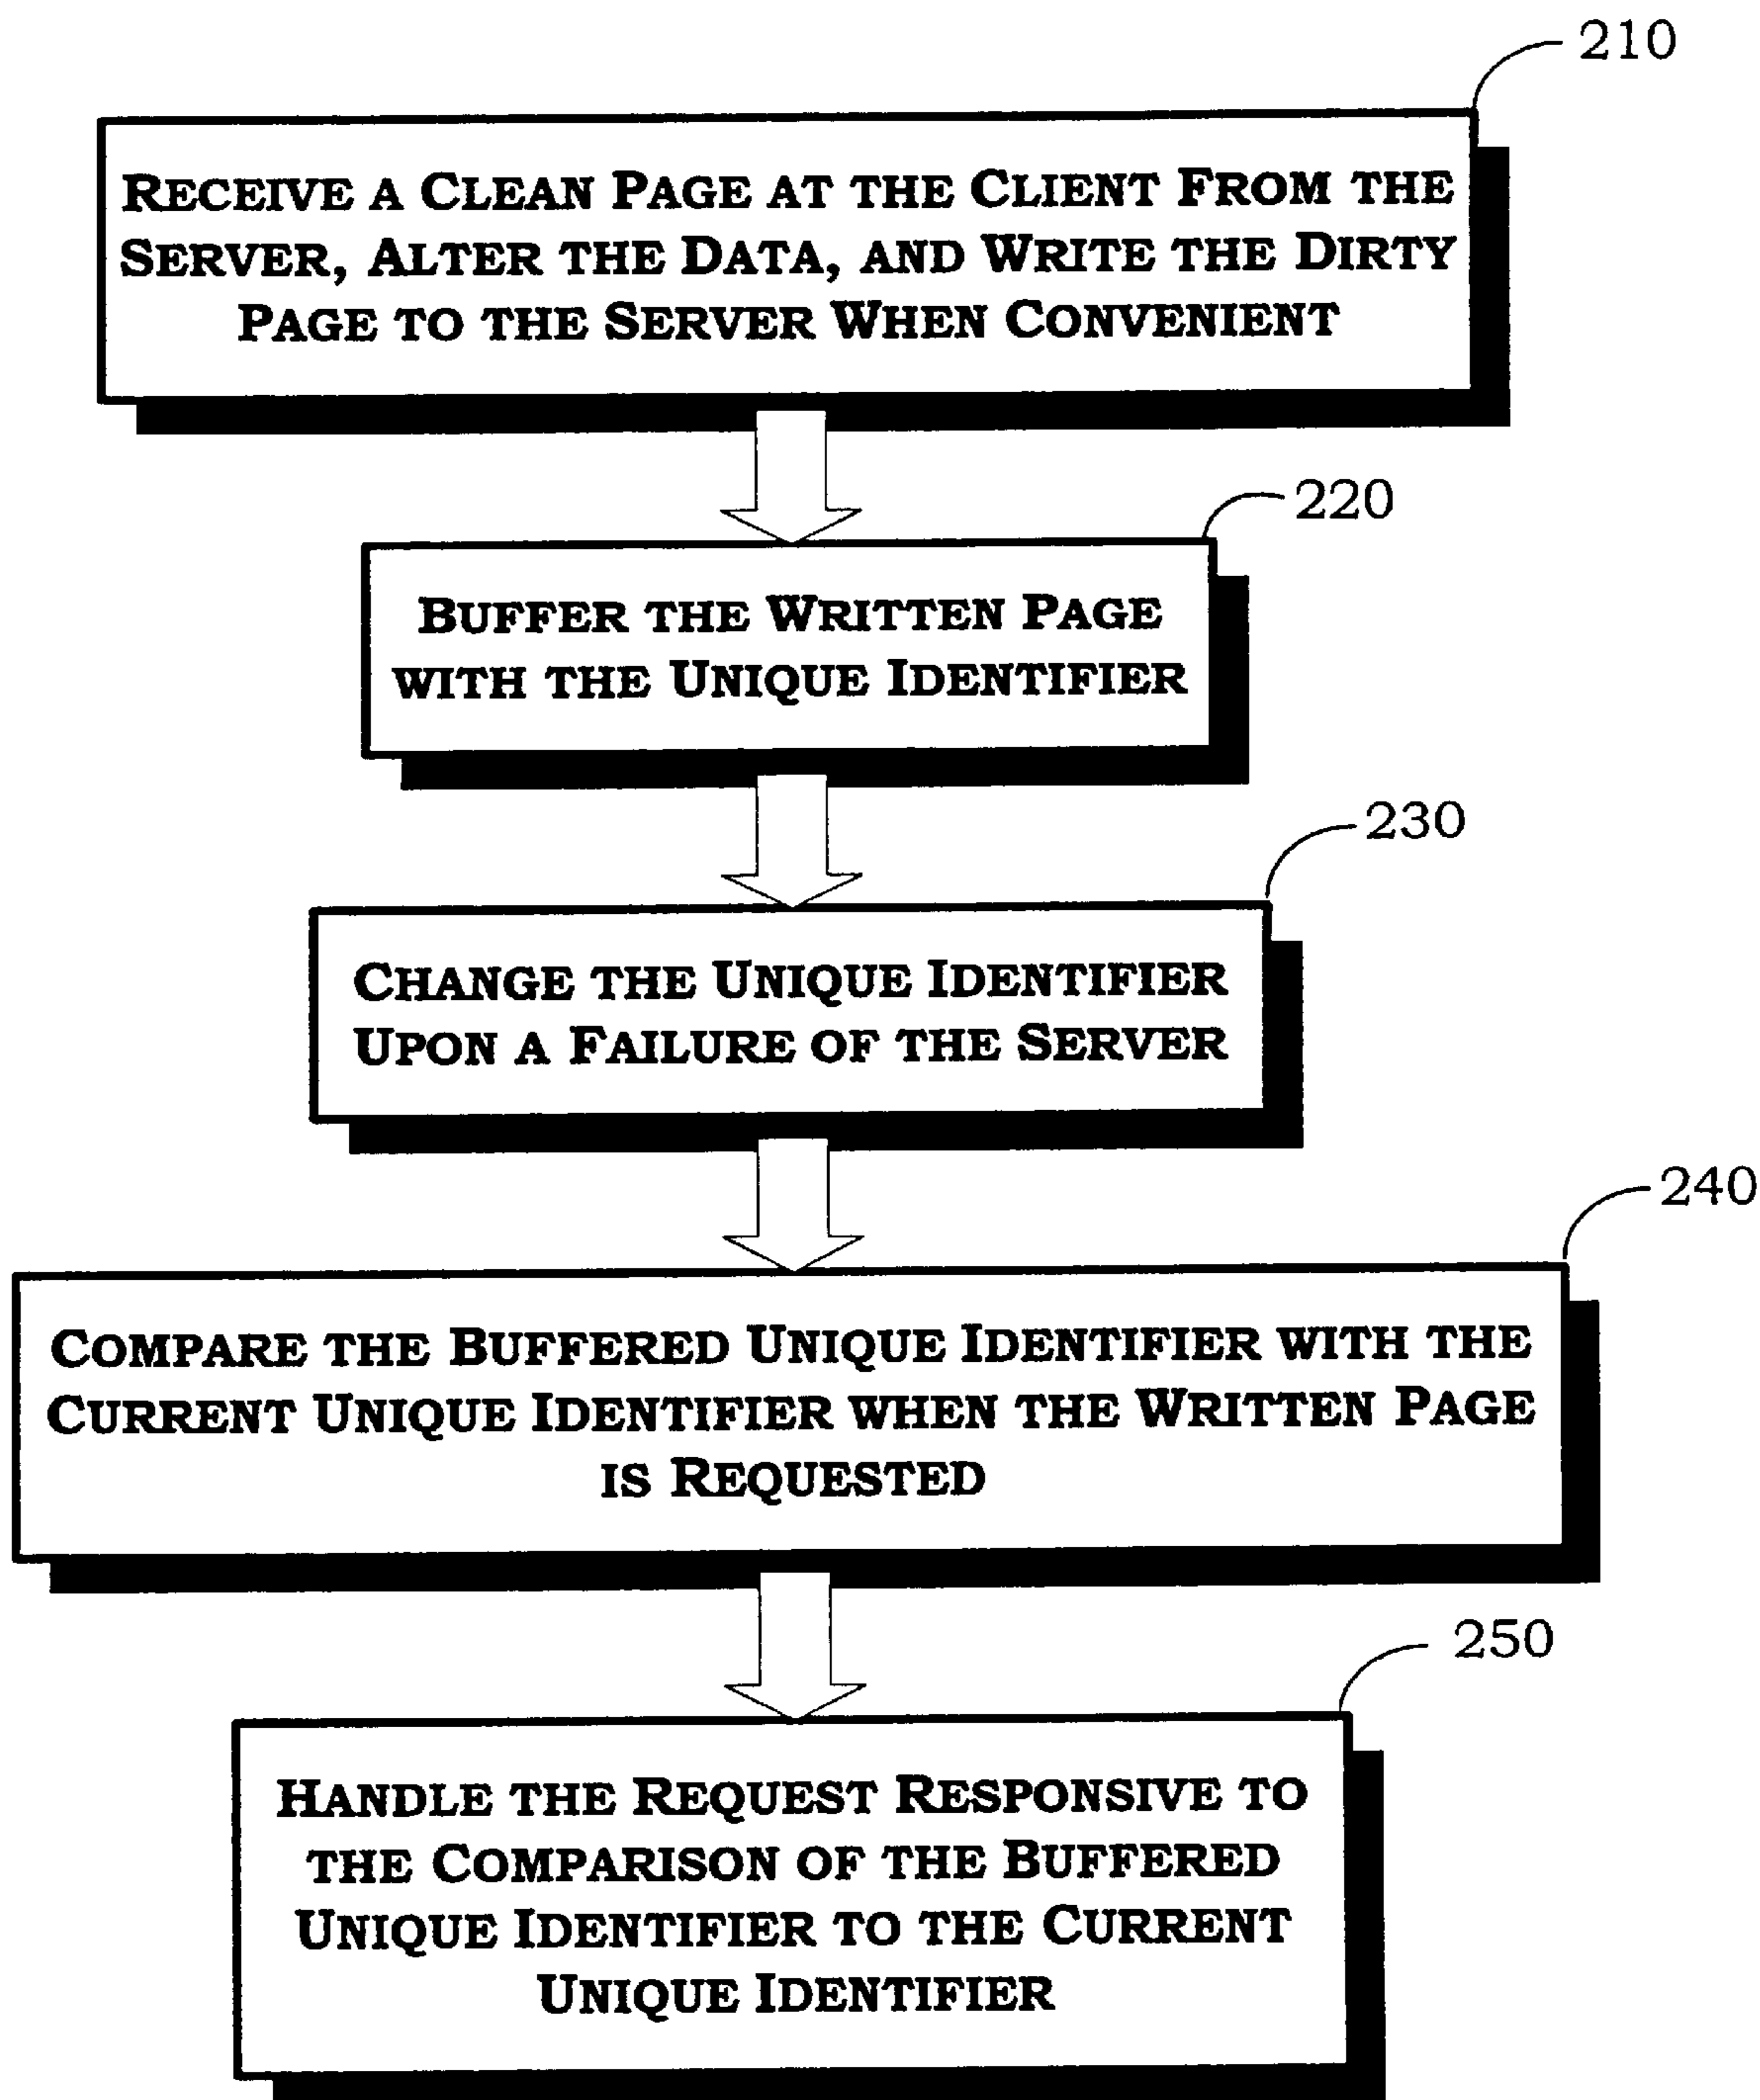 210
RECEIVE A CLEAN PAGE AT THE CLIENT FROM THE
SERVER, ALTER THE DATA, AND WRITE THE DIRTY
PAGE TO THE SERVER WHEN CONVENIENT
220
BUFFER THE WRITTEN PAGE
WITH THE UNIQUE IDENTIFIER
230
CHANGE THE UNIQUE IDENTIFIER
UPON A FAILURE OF THE SERVER
240
COMPARE THE BUFFERED UNIQUE IDENTIFIER WITH THE
CURRENT UNIQUE IDENTIFIER WHEN THE WRITTEN PAGE
IS REQUESTED
250
HANDLE THE REQUEST RESPONSIVE TO
THE COMPARISON OF THE BUFFERED
UNIQUE IDENTIFIER TO THE CURRENT
UNIQUE IDENTIFIER